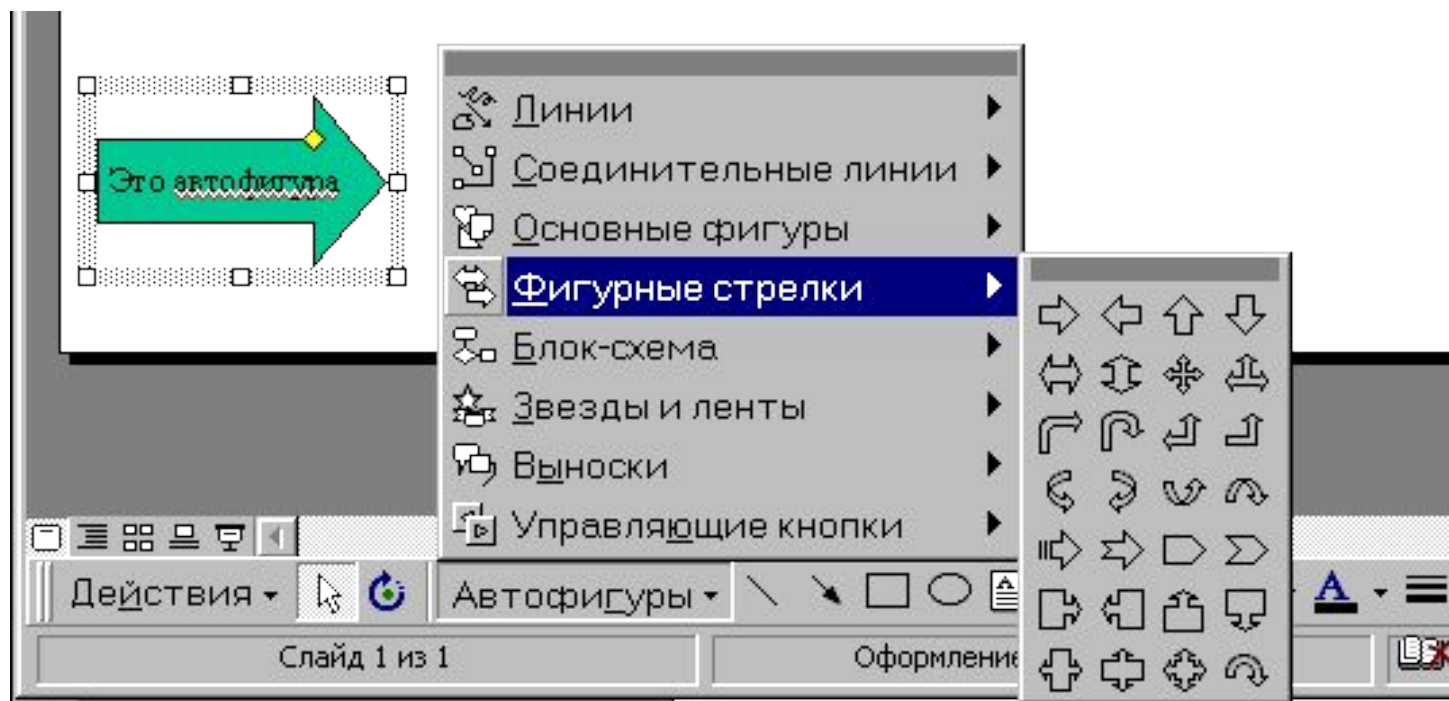 Это автофигура
Линии
Соединительные линии
Основные фигуры
Фигурные стрелки
Блок-схема
Звезды и ленты
Выноски
Управляющие кнопки
Действия
Автофигуры
А
Слайд 1 из 1
Оформление